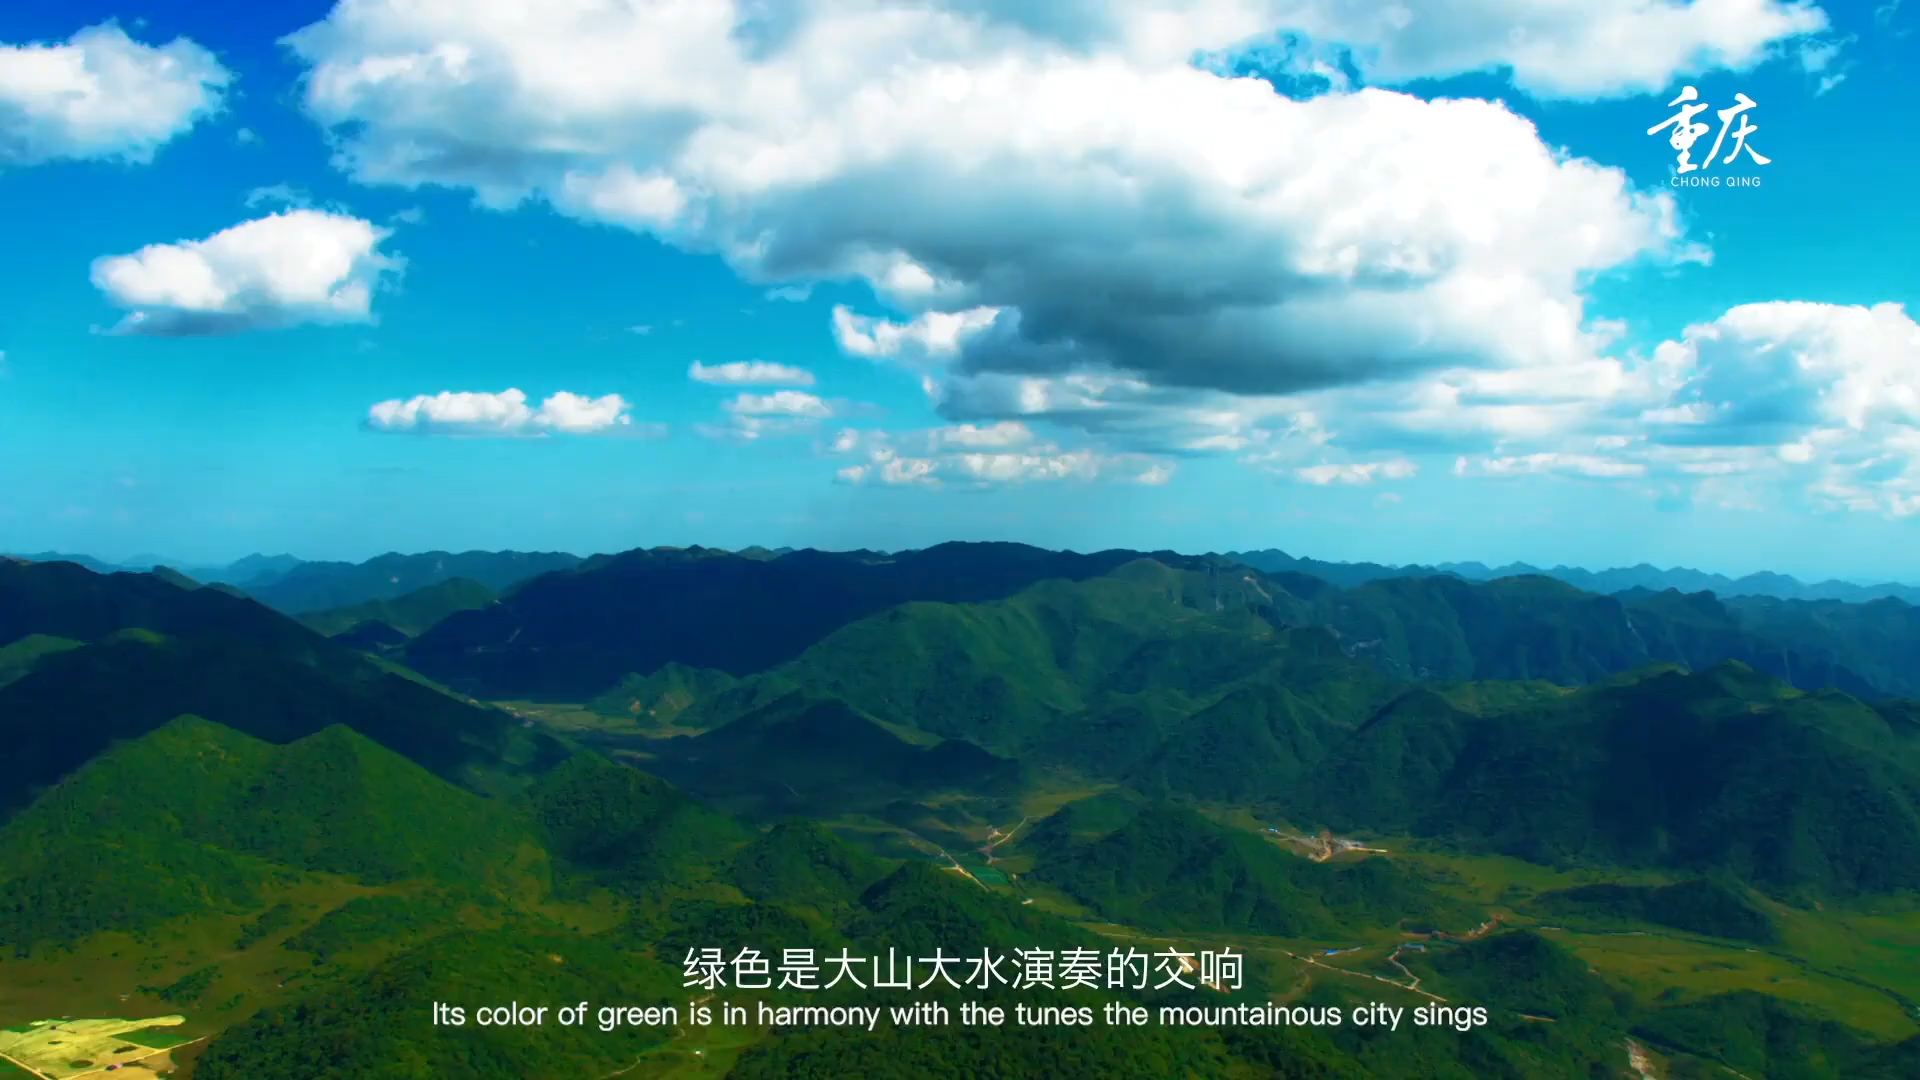 重庆
CHONG QING
绿色是大山大水演奏的交响
Its color of green is in harmony with the tunes the mountainous city sings